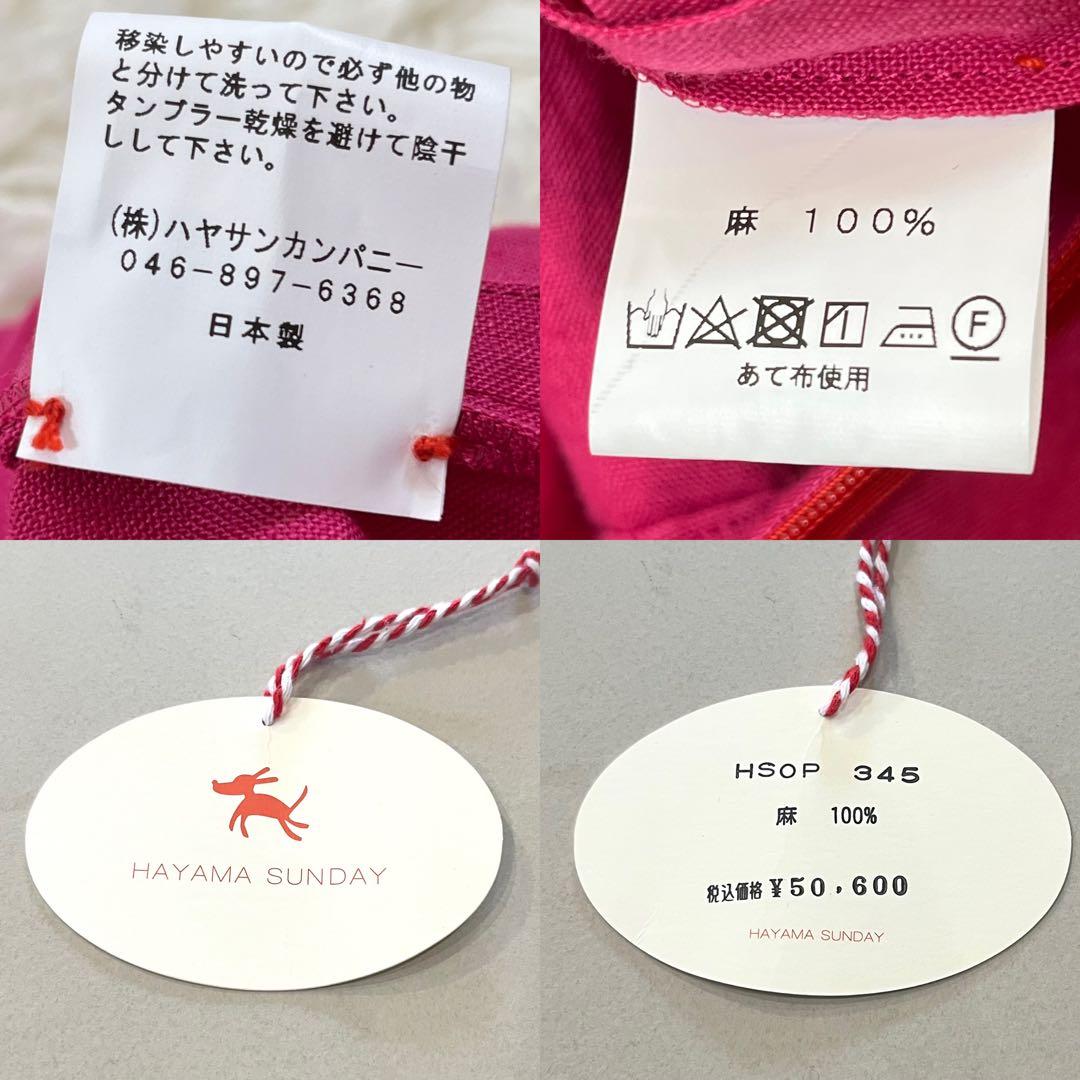 移染しやすいので必ず他の物
と分けて洗って下さい。
タンブラー乾燥を避けて陰干
ししして下さい。
(株)ハヤサンカンパニー
046-897-6368
日本製
麻 100%
F
あて布使用
HAYAMA SUNDAY
HSOP 345
麻 100%
税込価格 ¥50,600
HAYAMA SUNDAY